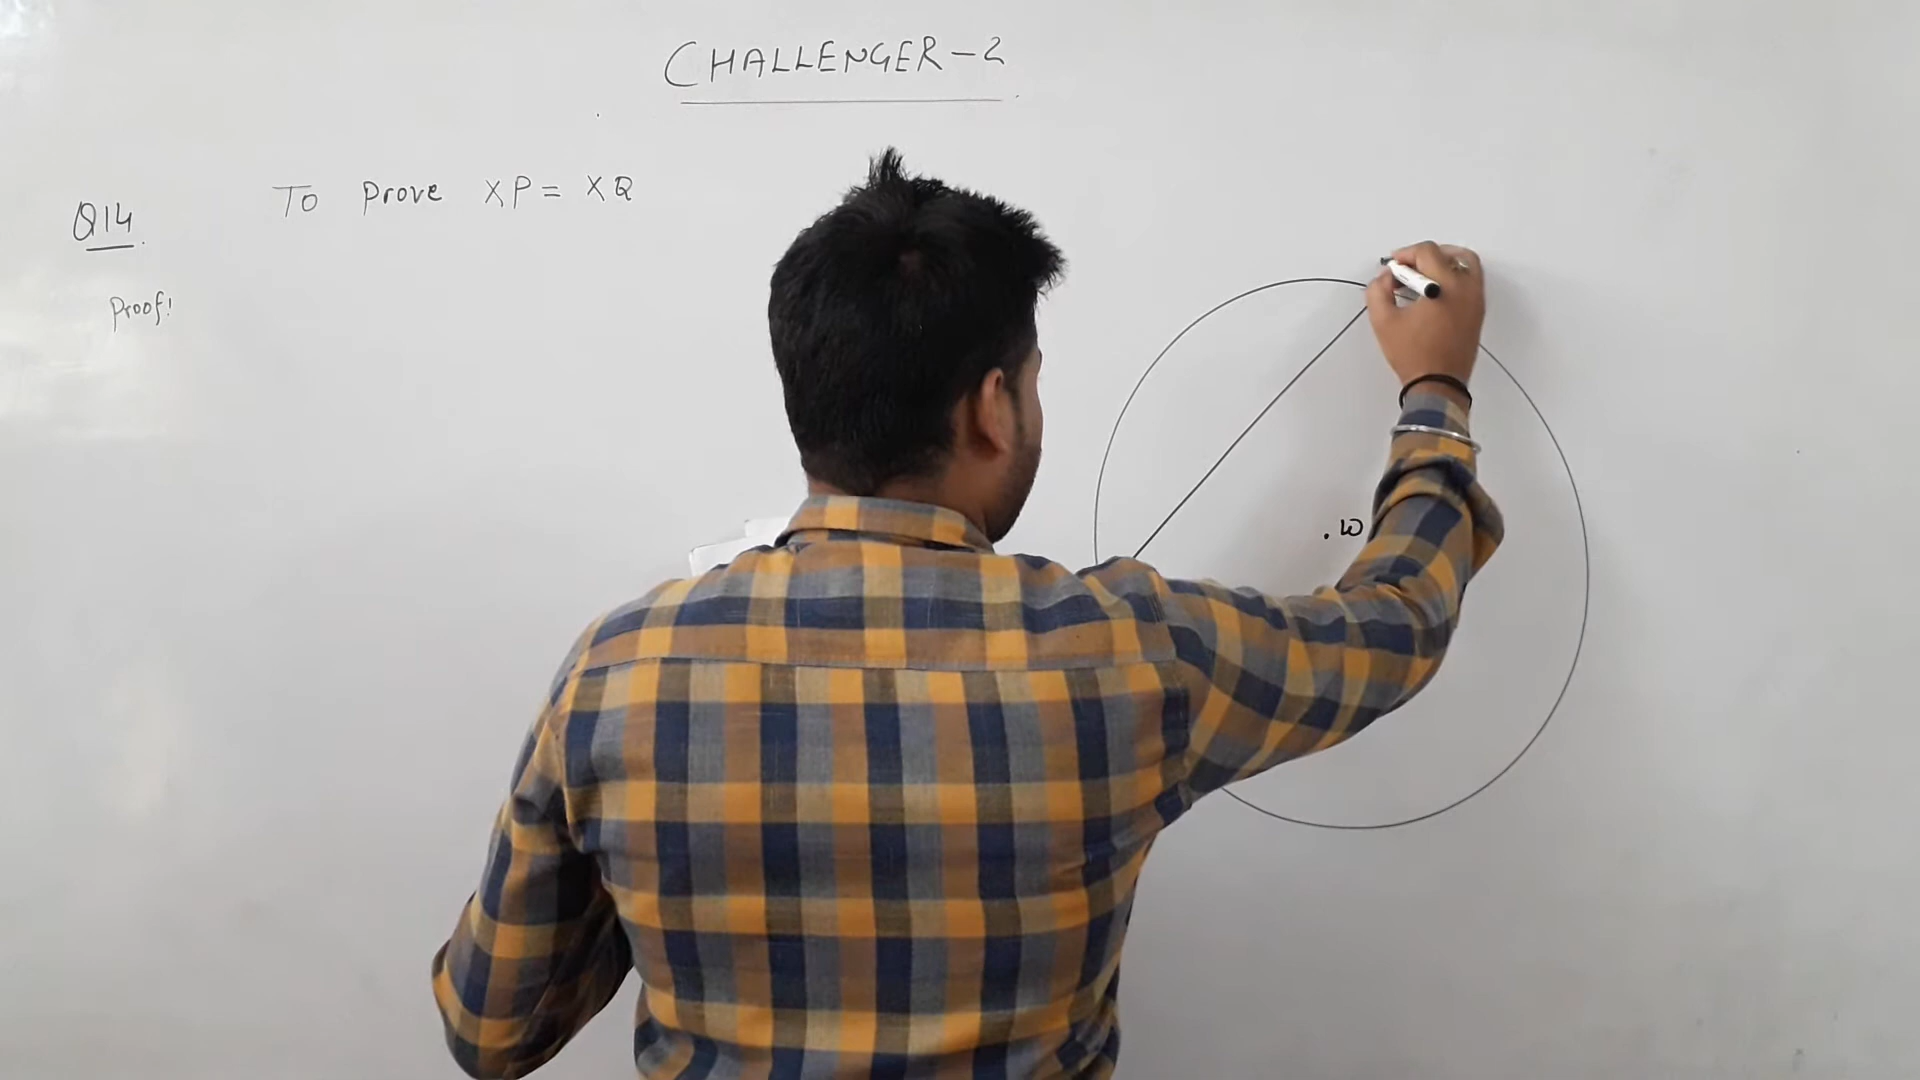 CHALLENGER-2
Q14.
To Prove XP = XQ
Proof!
. ω